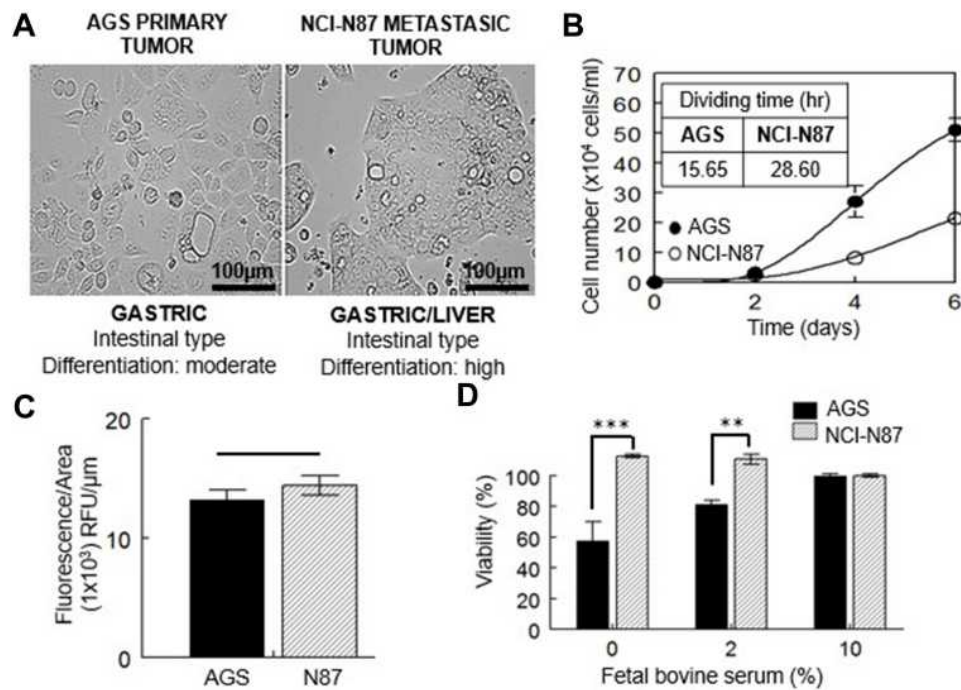 A
AGS PRIMARY
TUMOR
NCI-N87 METASTASIC
TUMOR
100µm
100µm
GASTRIC
Intestinal type
Differentiation: moderate
GASTRIC/LIVER
Intestinal type
Differentiation: high
B
Cell number (x10⁴ cells/ml)
70
60
50
40
30
20
10
0
Dividing time (hr)
AGS NCI-N87
15.65 28.60
AGS
NCI-N87
0 2 4 6
Time (days)
C
Fluorescence/Area
(1x10³) RFU/µm
20
10
0
AGS N87
D
AGS
NCI-N87
*** **
Viability (%)
100
80
60
40
20
0
0 2 10
Fetal bovine serum (%)